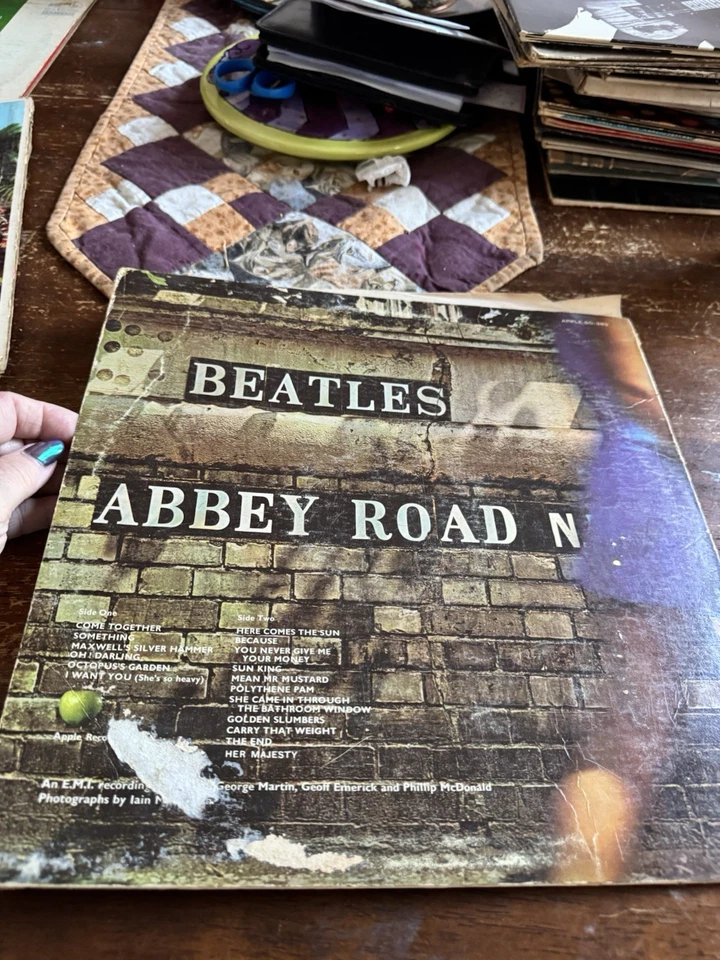 BEATLES
ABBEY ROAD N
Side One
COME TOGETHER
SOMETHING
MAXWELL'S SILVER HAMMER
OH! DARLING
OCTOPUS'S GARDEN
I WANT YOU (She's so heavy)
Side Two
HERE COMES THE SUN
BECAUSE
YOU NEVER GIVE ME
YOUR MONEY
SUN KING
MEAN MR MUSTARD
POLYTHENE PAM
SHE CAME IN THROUGH
THE BATHROOM WINDOW
GOLDEN SLUMBERS
CARRY THAT WEIGHT
THE END
HER MAJESTY
Apple Reco
An E.M.I. recording George Martin, Geoff Emerick and Phillip McDonald
Photographs by Iain M